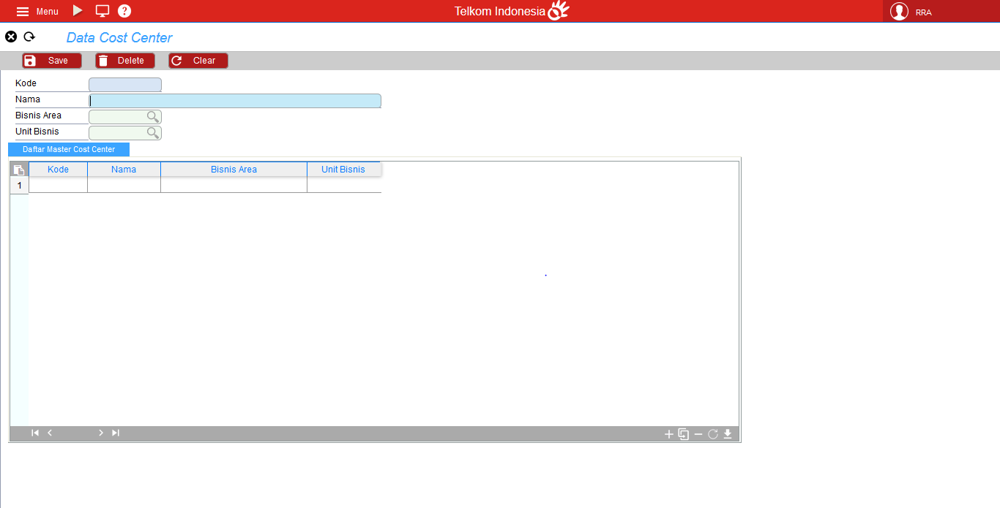 Menu ? Telkom Indonesia RRA
Data Cost Center
Save Delete Clear
Kode
Nama
Bisnis Area
Unit Bisnis
Daftar Master Cost Center
Kode Nama Bisnis Area Unit Bisnis
1